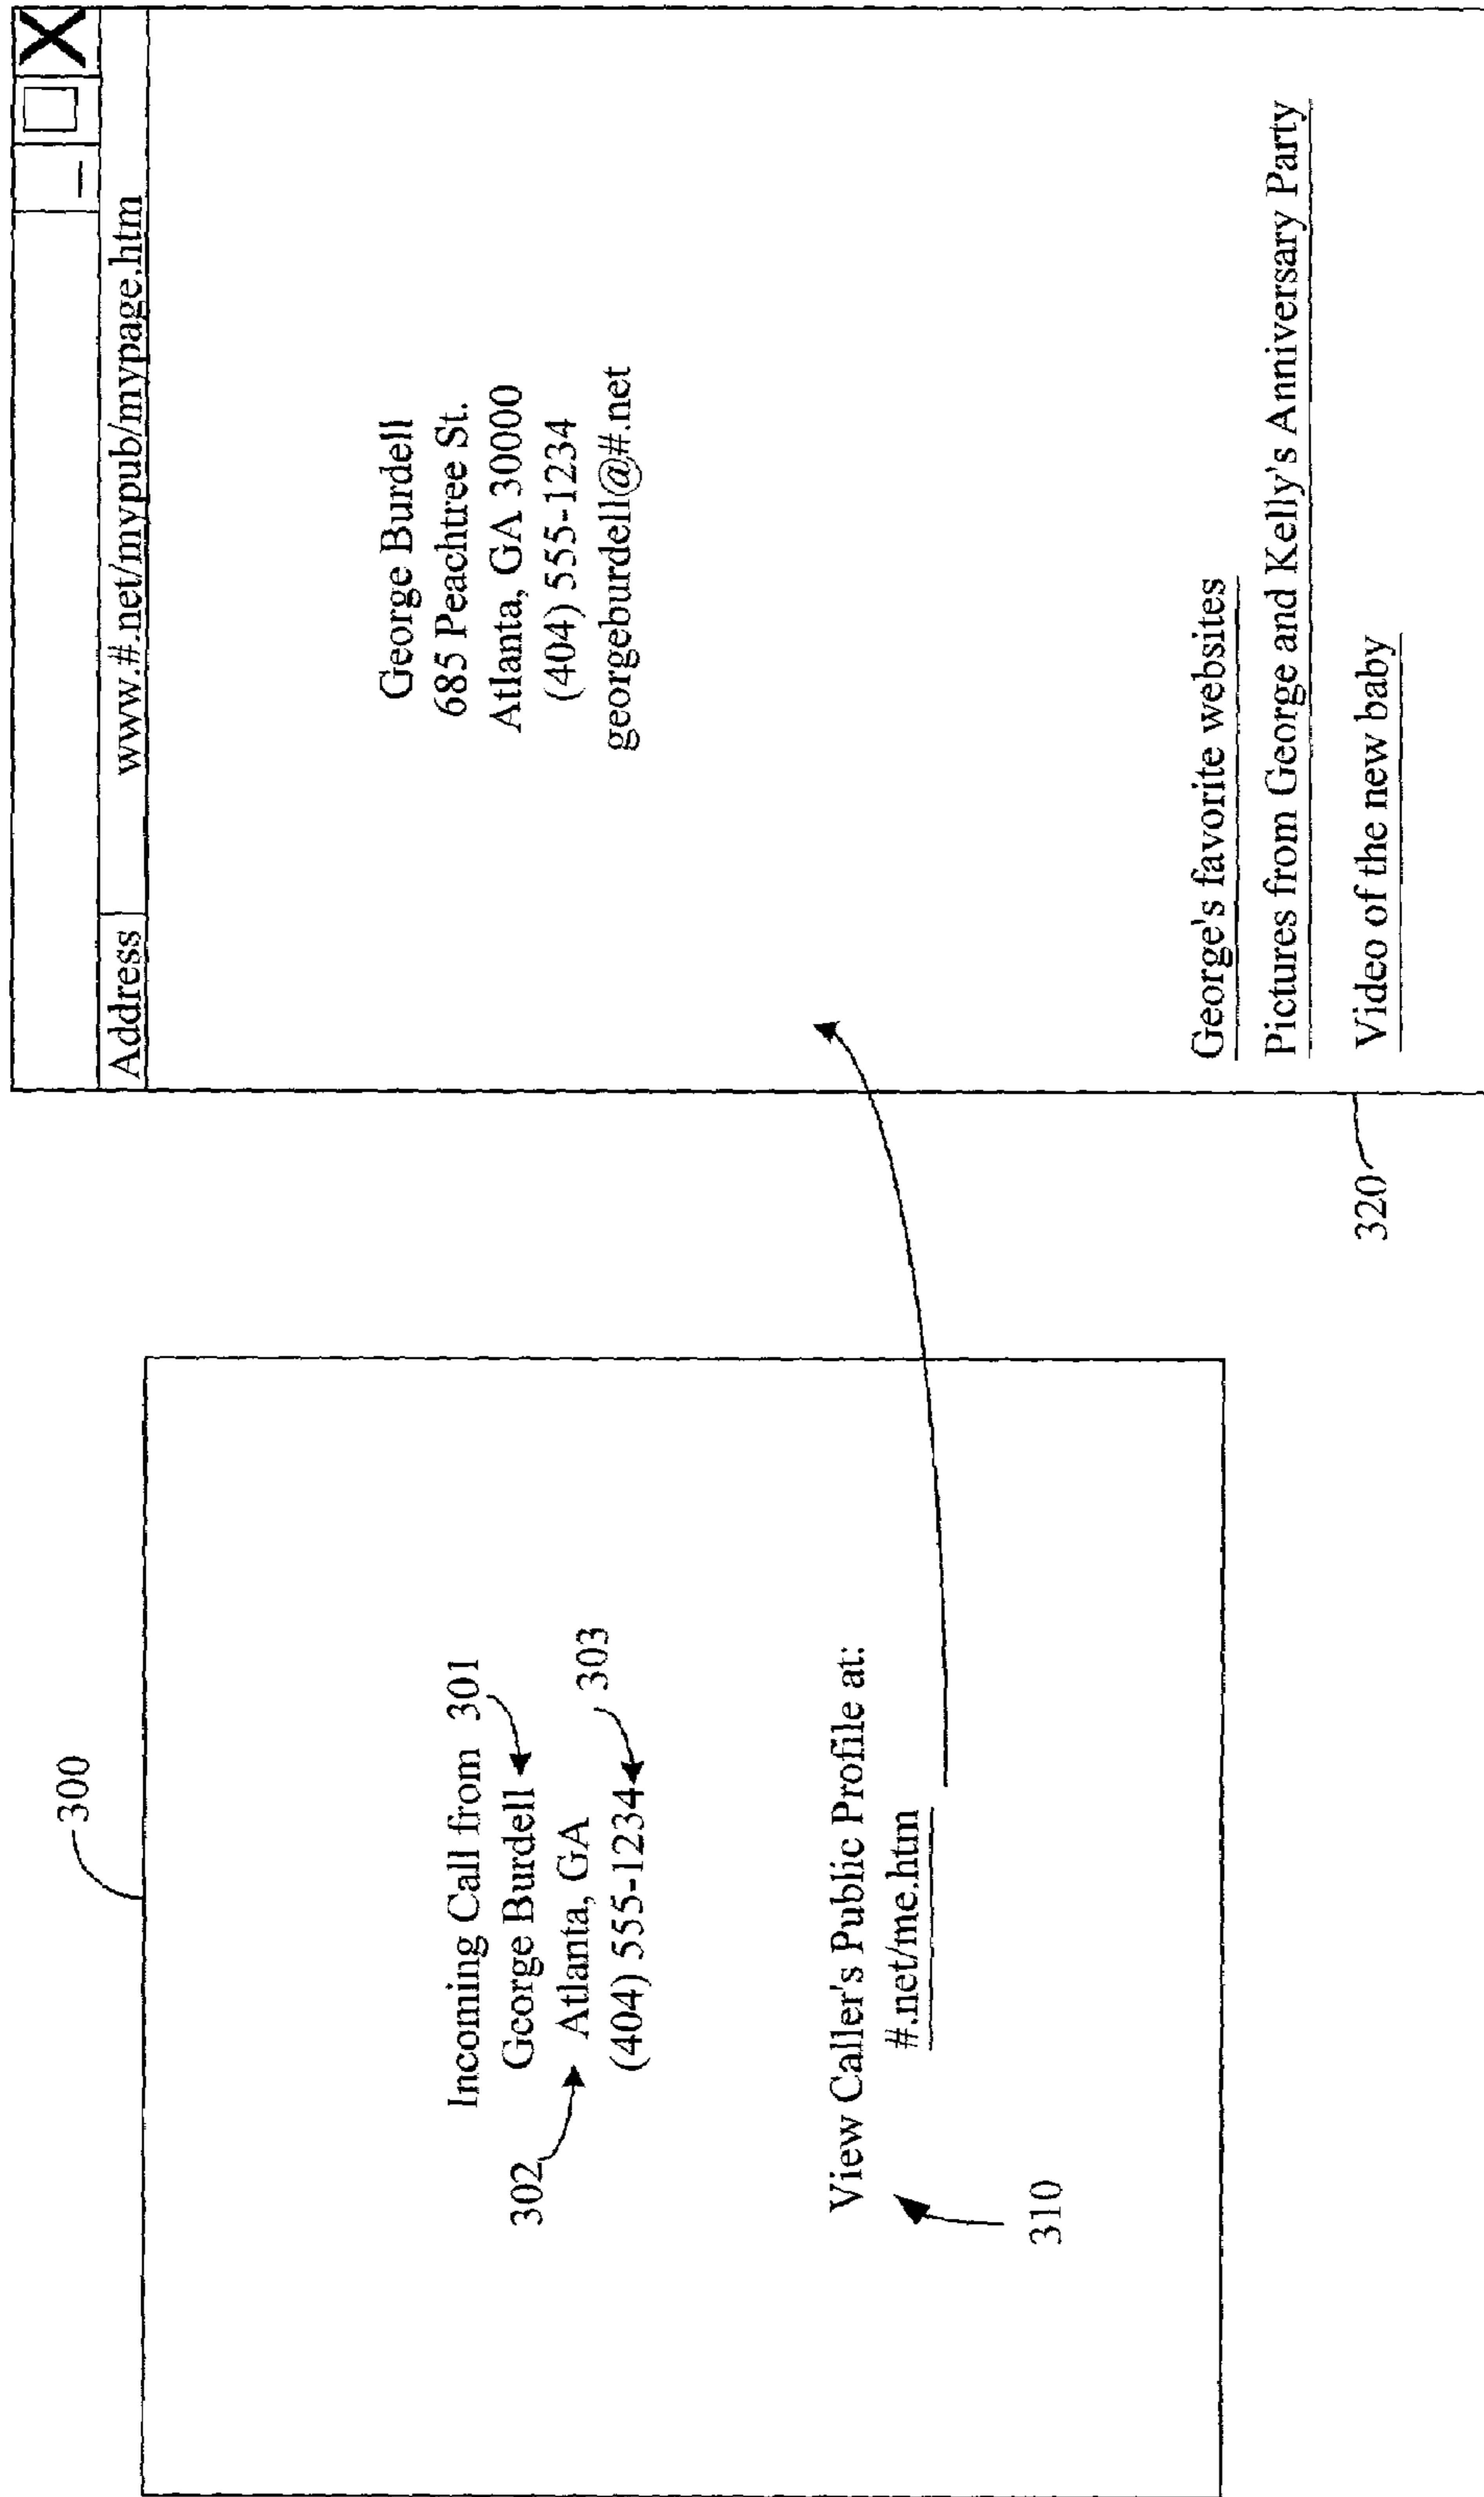 300
Incoming Call from 301
George Burdell
302 Atlanta, GA 303
(404) 555-1234
View Caller's Public Profile at:
#.net/me.htm
310
Address www.#.net/mypub/mypage.htm
George Burdell
685 Peachtree St.
Atlanta, GA 30000
(404) 555-1234
georgeburdell@#.net
George's favorite websites
Pictures from George and Kelly's Anniversary Party
Video of the new baby
320